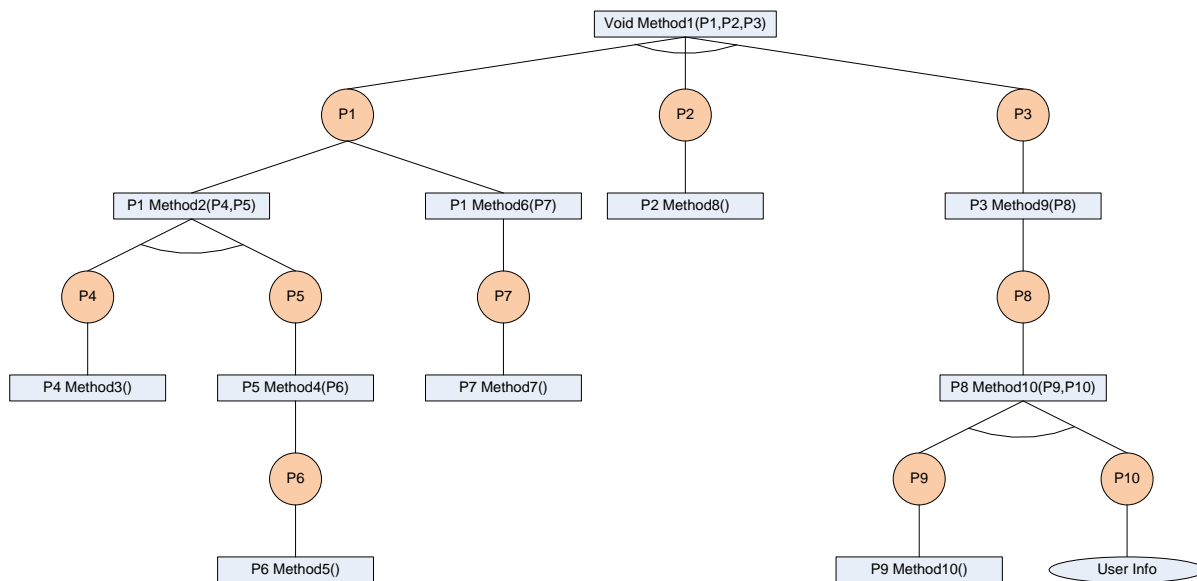 Void Method1(P1,P2,P3)
P1
P2
P3
P1 Method2(P4,P5)
P1 Method6(P7)
P2 Method8()
P3 Method9(P8)
P4
P5
P7
P8
P4 Method3()
P5 Method4(P6)
P7 Method7()
P8 Method10(P9,P10)
P6
P9
P10
P6 Method5()
P9 Method10()
User Info